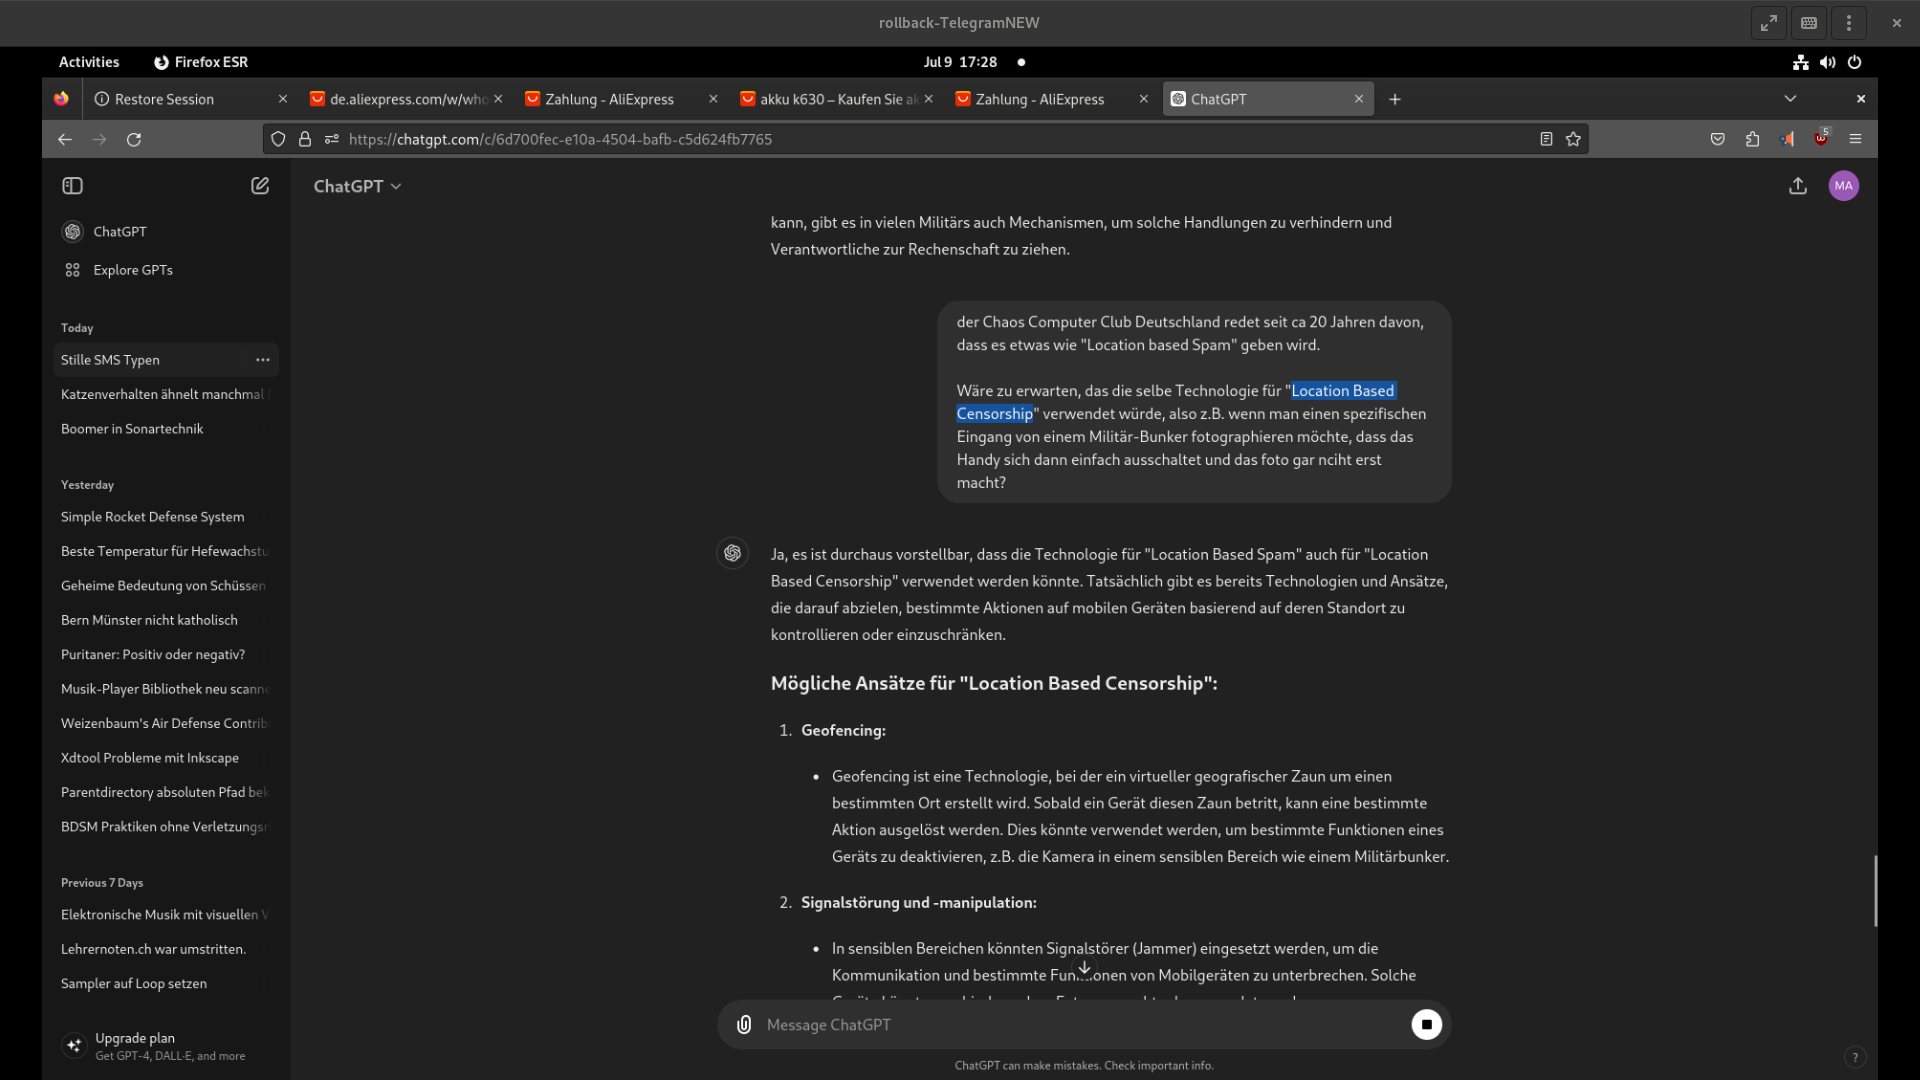 rollback-TelegramNEW
Activities
Firefox ESR
Jul 9 17:28
Restore Session
de.aliexpress.com/w/who
Zahlung - AliExpress
akku k630 – Kaufen Sie ak
Zahlung - AliExpress
ChatGPT
https://chatgpt.com/c/6d700fec-e10a-4504-bafb-c5d624fb7765
5
ChatGPT
MA
ChatGPT
Explore GPTs
Today
Stille SMS Typen
Katzenverhalten ähnelt manchmal
Boomer in Sonartechnik
Yesterday
Simple Rocket Defense System
Beste Temperatur für Hefewachstu
Geheime Bedeutung von Schüssen
Bern Münster nicht katholisch
Puritaner: Positiv oder negativ?
Musik-Player Bibliothek neu scanne
Weizenbaum's Air Defense Contrib
Xdtool Probleme mit Inkscape
Parentdirectory absoluten Pfad bek
BDSM Praktiken ohne Verletzungsr
Previous 7 Days
Elektronische Musik mit visuellen V
Lehrernoten.ch war umstritten.
Sampler auf Loop setzen
Upgrade plan
Get GPT-4, DALL·E, and more
kann, gibt es in vielen Militärs auch Mechanismen, um solche Handlungen zu verhindern und
Verantwortliche zur Rechenschaft zu ziehen.
der Chaos Computer Club Deutschland redet seit ca 20 Jahren davon,
dass es etwas wie "Location based Spam" geben wird.
Wäre zu erwarten, das die selbe Technologie für "Location Based
Censorship" verwendet würde, also z.B. wenn man einen spezifischen
Eingang von einem Militär-Bunker fotographieren möchte, dass das
Handy sich dann einfach ausschaltet und das foto gar nciht erst
macht?
Ja, es ist durchaus vorstellbar, dass die Technologie für "Location Based Spam" auch für "Location
Based Censorship" verwendet werden könnte. Tatsächlich gibt es bereits Technologien und Ansätze,
die darauf abzielen, bestimmte Aktionen auf mobilen Geräten basierend auf deren Standort zu
kontrollieren oder einzuschränken.
Mögliche Ansätze für "Location Based Censorship":
1. Geofencing:
• Geofencing ist eine Technologie, bei der ein virtueller geografischer Zaun um einen
bestimmten Ort erstellt wird. Sobald ein Gerät diesen Zaun betritt, kann eine bestimmte
Aktion ausgelöst werden. Dies könnte verwendet werden, um bestimmte Funktionen eines
Geräts zu deaktivieren, z.B. die Kamera in einem sensiblen Bereich wie einem Militärbunker.
2. Signalstörung und -manipulation:
• In sensiblen Bereichen könnten Signalstörer (Jammer) eingesetzt werden, um die
Kommunikation und bestimmte Funktionen von Mobilgeräten zu unterbrechen. Solche
Message ChatGPT
ChatGPT can make mistakes. Check important info.
?